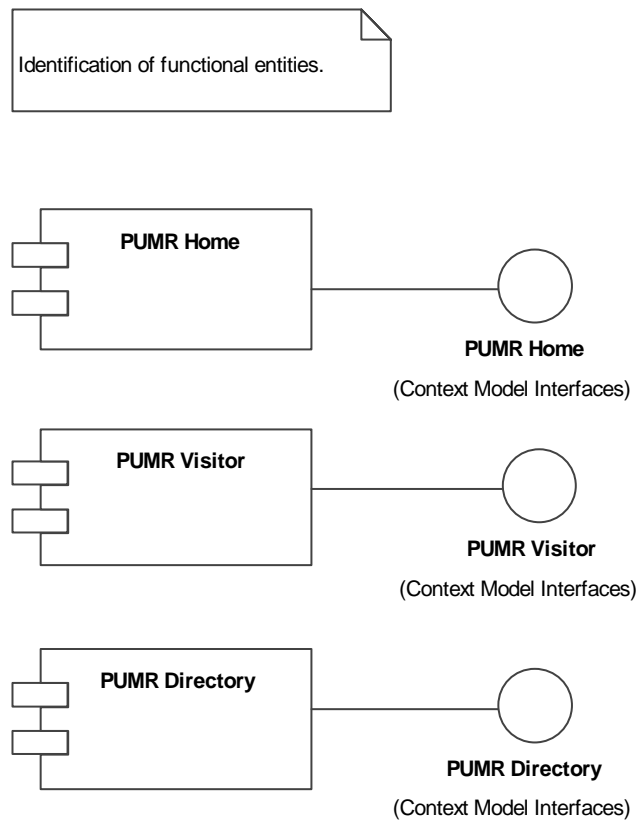 Identification of functional entities.
PUMR Home
PUMR Home
(Context Model Interfaces)
PUMR Visitor
PUMR Visitor
(Context Model Interfaces)
PUMR Directory
PUMR Directory
(Context Model Interfaces)